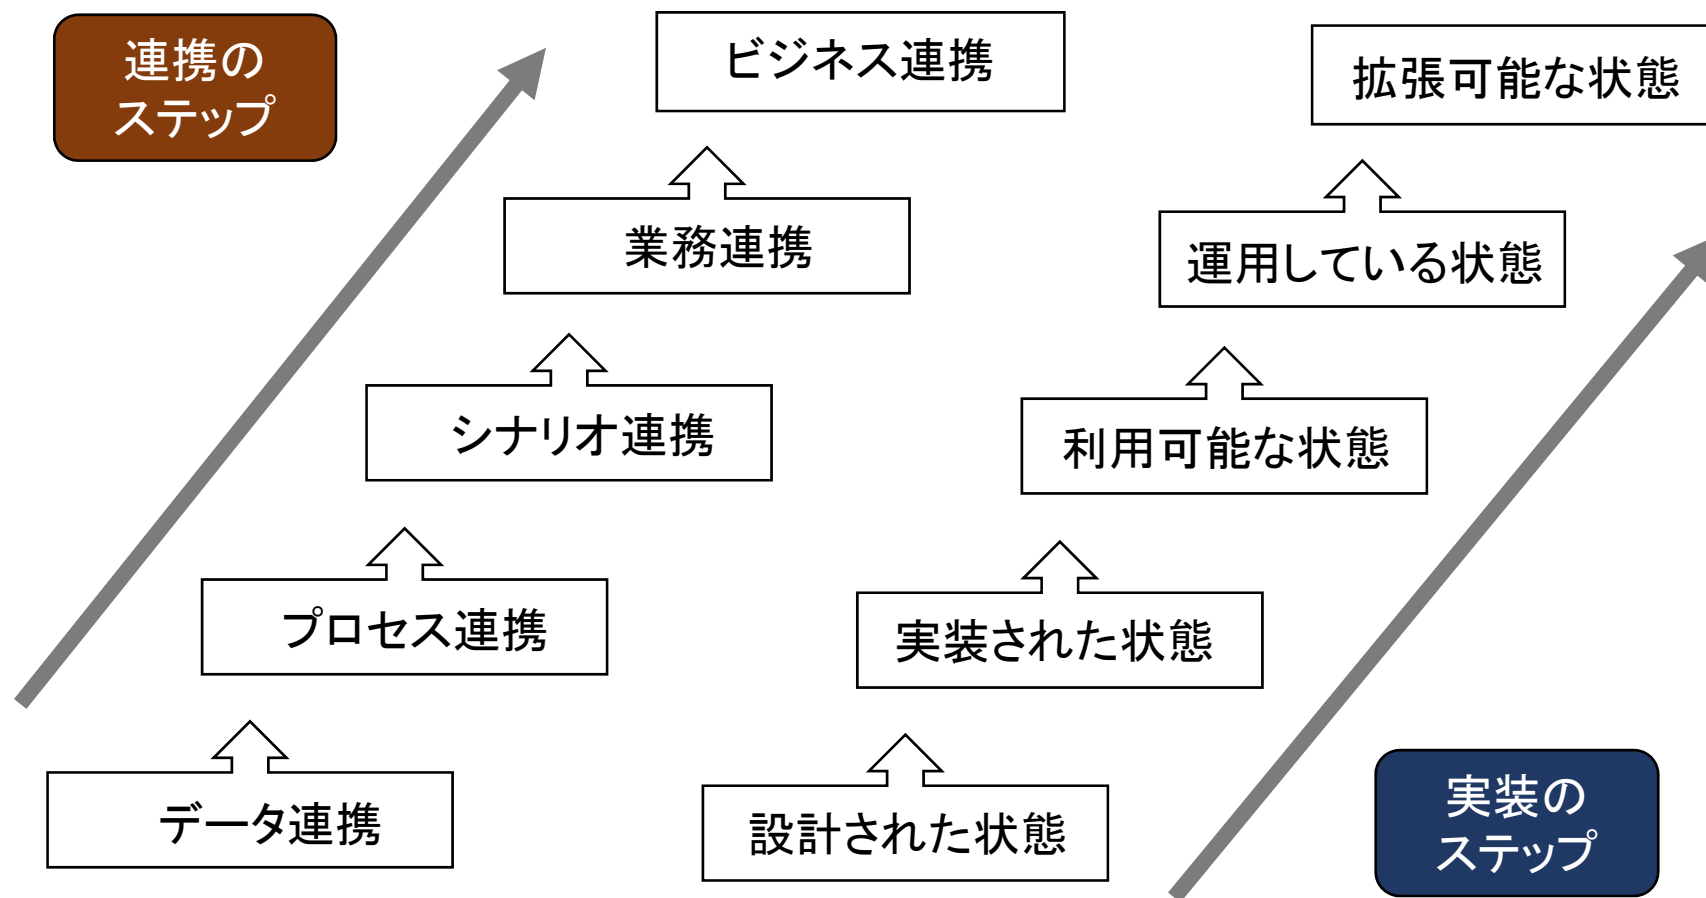 連携の
ステップ
ビジネス連携
業務連携
シナリオ連携
プロセス連携
データ連携
拡張可能な状態
運用している状態
利用可能な状態
実装された状態
設計された状態
実装の
ステップ